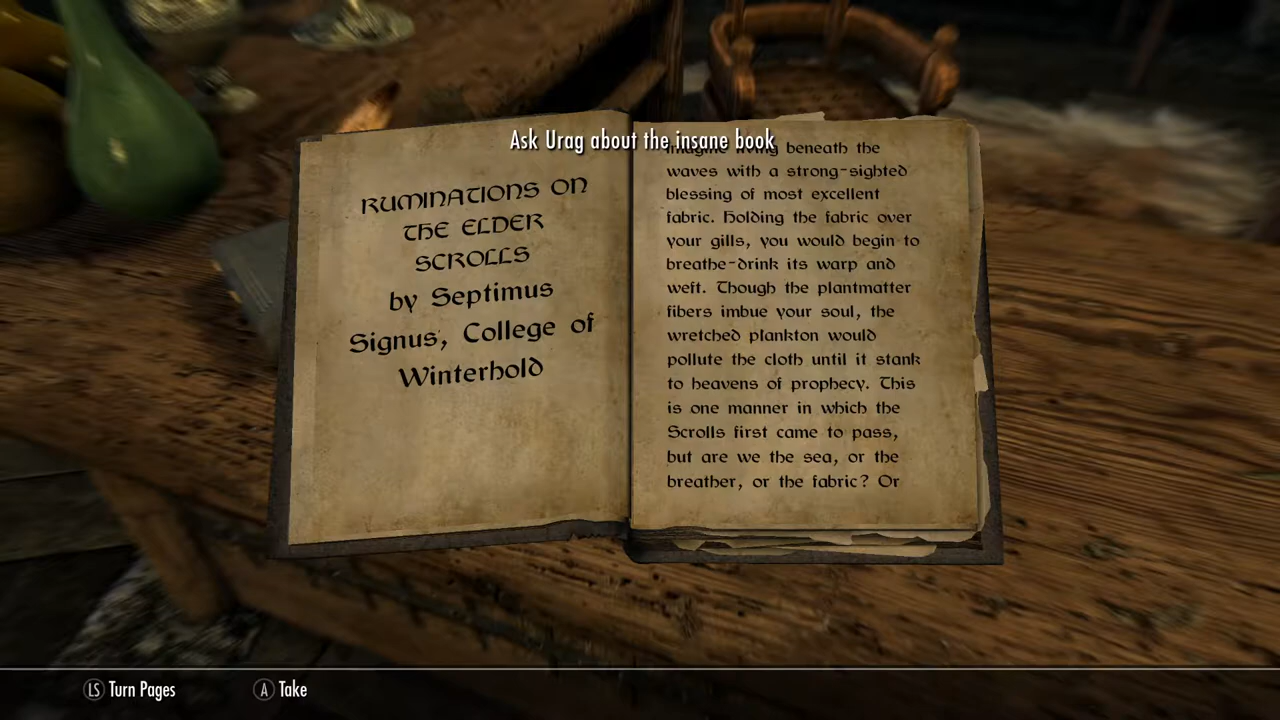 Ask Urag about the insane book
RUMINATIONS ON
THE ELDER
SCROLLS
by Septimus
Signus, College of
Winterhold
Imagine living beneath the
waves with a strong-sighted
blessing of most excellent
fabric. Holding the fabric over
your gills, you would begin to
breathe-drink its warp and
weft. Though the plantmatter
fibers imbue your soul, the
wretched plankton would
pollute the cloth until it stank
to heavens of prophecy. This
is one manner in which the
Scrolls first came to pass,
but are we the sea, or the
breather, or the fabric? Or
LS Turn Pages
A Take